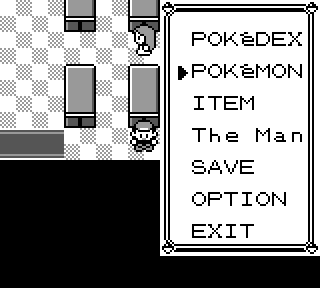 POKéDEX
POKéMON
ITEM
The Man
SAVE
OPTION
EXIT